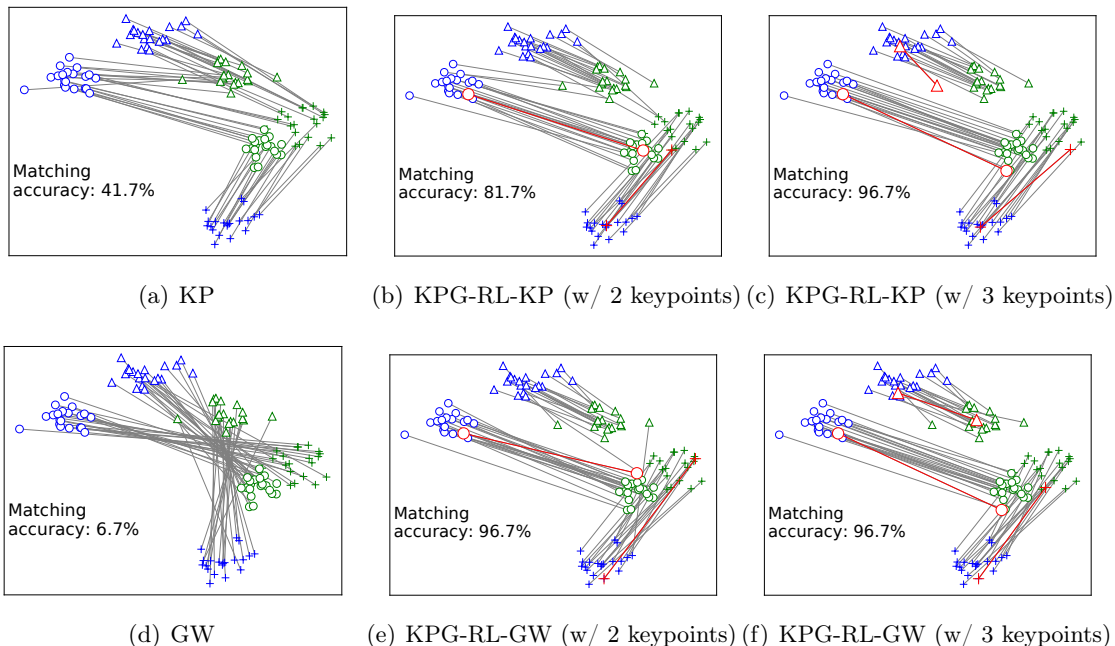 Matching
accuracy: 41.7%
Matching
accuracy: 81.7%
Matching
accuracy: 96.7%
(a) KP
(b) KPG-RL-KP (w/ 2 keypoints)
(c) KPG-RL-KP (w/ 3 keypoints)
Matching
accuracy: 6.7%
Matching
accuracy: 96.7%
Matching
accuracy: 96.7%
(d) GW
(e) KPG-RL-GW (w/ 2 keypoints)
(f) KPG-RL-GW (w/ 3 keypoints)